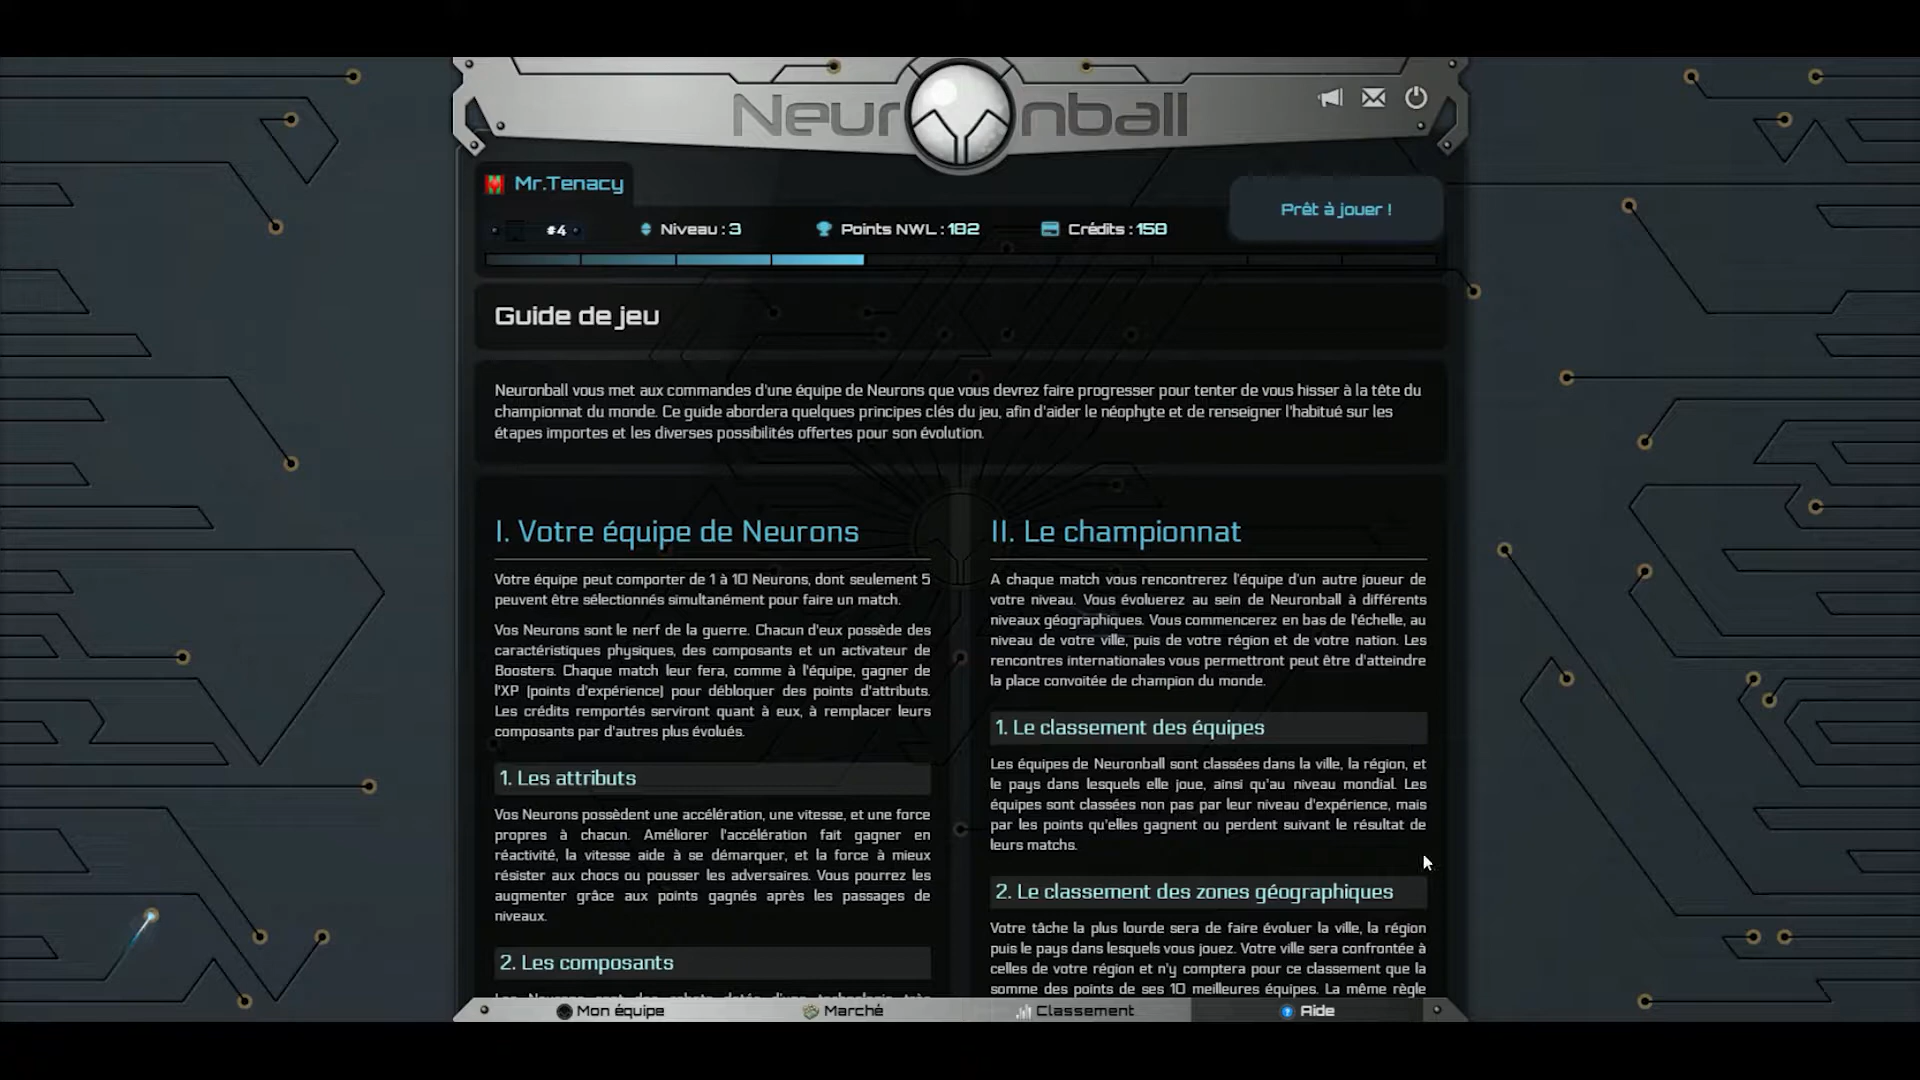 Neuronball
Mr.Tenacy
Prêt à jouer !
#4
Niveau : 3
Points NWL : 182
Crédits : 150
Guide de jeu
Neuronball vous met aux commandes d'une équipe de Neurons que vous devrez faire progresser pour tenter de vous hisser à la tête du
championnat du monde. Ce guide abordera quelques principes clés du jeu, afin d'aider le néophyte et de renseigner l'habitué sur les
étapes importes et les diverses possibilités offertes pour son évolution.
I. Votre équipe de Neurons
Votre équipe peut comporter de 1 à 10 Neurons, dont seulement 5
peuvent être sélectionnés simultanément pour faire un match.
Vos Neurons sont le nerf de la guerre. Chacun d'eux possède des
caractéristiques physiques, des composants et un activateur de
Boosters. Chaque match leur fera, comme à l'équipe, gagner de
l'XP (points d'expérience) pour débloquer des points d'attributs.
Les crédits remportés serviront quant à eux, à remplacer leurs
composants par d'autres plus évolués.
1. Les attributs
Vos Neurons possèdent une accélération, une vitesse, et une force
propres à chacun. Améliorer l'accélération fait gagner en
réactivité, la vitesse aide à se démarquer, et la force à mieux
résister aux chocs ou pousser les adversaires. Vous pourrez les
augmenter grâce aux points gagnés après les passages de
niveaux.
2. Les composants
II. Le championnat
A chaque match vous rencontrerez l'équipe d'un autre joueur de
votre niveau. Vous évoluerez au sein de Neuronball à différents
niveaux géographiques. Vous commencerez en bas de l'échelle, au
niveau de votre ville, puis de votre région et de votre nation. Les
rencontres internationales vous permettront peut être d'atteindre
la place convoitée de champion du monde.
1. Le classement des équipes
Les équipes de Neuronball sont classées dans la ville, la région, et
le pays dans lesquels elle joue, ainsi qu'au niveau mondial. Les
équipes sont classées non pas par leur niveau d'expérience, mais
par les points qu'elles gagnent ou perdent suivant le résultat de
leurs matchs.
2. Le classement des zones géographiques
Votre tâche la plus lourde sera de faire évoluer la ville, la région
puis le pays dans lesquels vous jouez. Votre ville sera confrontée à
celles de votre région et n'y comptera pour ce classement que la
somme des points de ses 10 meilleures équipes. La même règle
Mon équipe
Marché
Classement
Aide